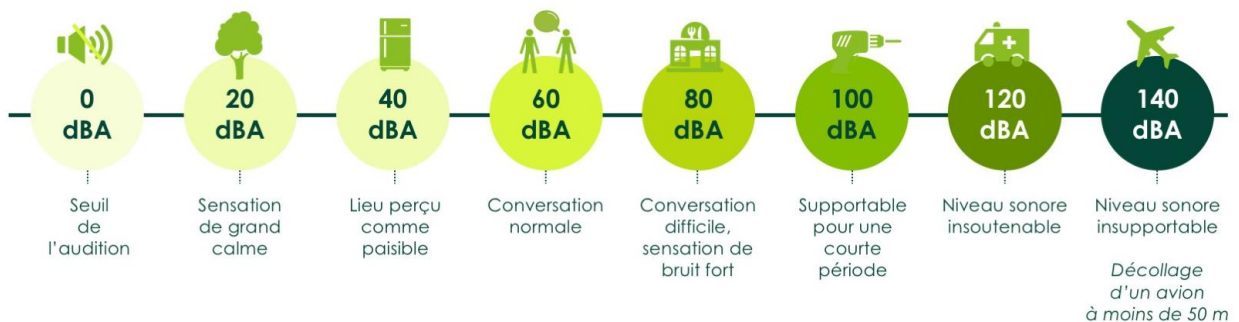 0
dBA
20
dBA
40
dBA
60
dBA
80
dBA
100
dBA
120
dBA
140
dBA
Seuil
de
l'audition
Sensation
de grand
calme
Lieu perçu
comme
paisible
Conversation
normale
Conversation
difficile,
sensation de
bruit fort
Supportable
pour une
courte
période
Niveau sonore
insoutenable
Niveau sonore
insupportable
Décollage
d'un avion
à moins de 50 m